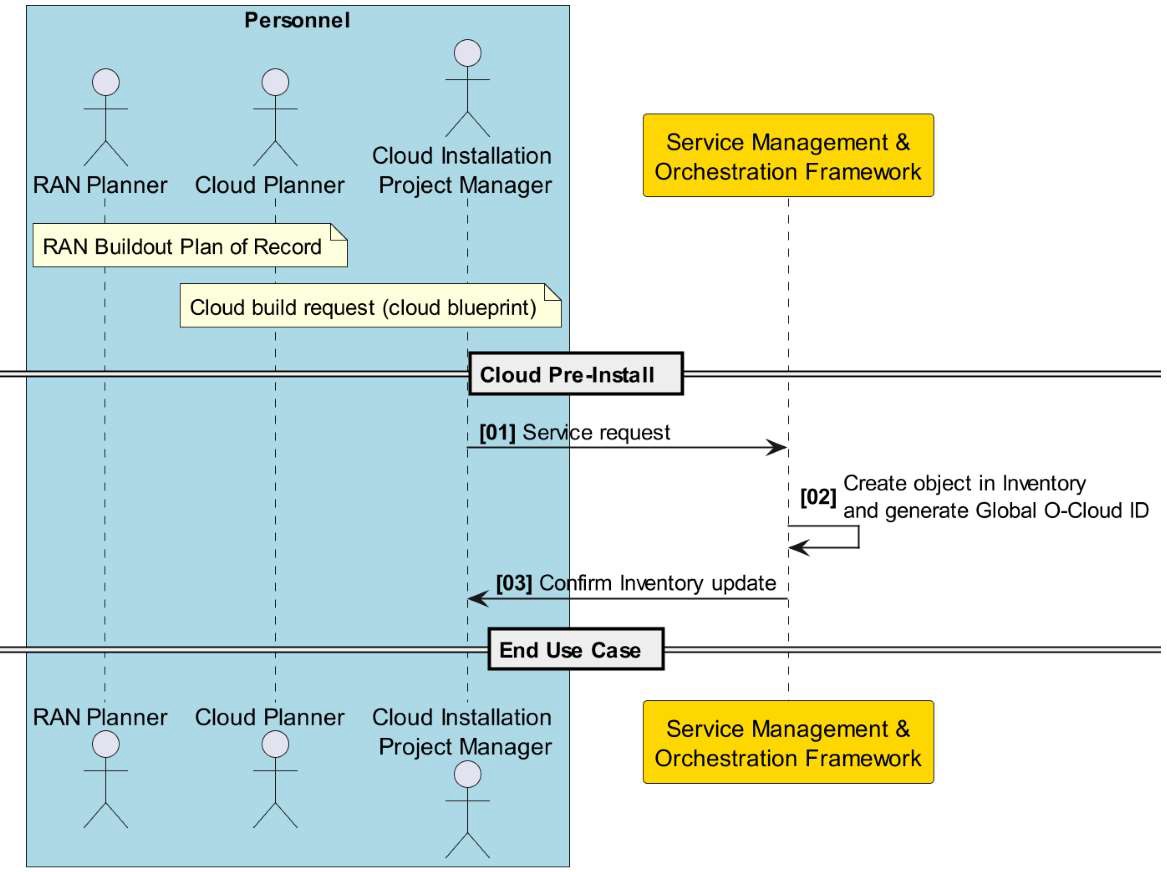 Personnel
RAN Planner
Cloud Planner
Cloud Installation
Project Manager
Service Management &
Orchestration Framework
RAN Buildout Plan of Record
Cloud build request (cloud blueprint)
Cloud Pre-Install
[01] Service request
[02] Create object in Inventory
and generate Global O-Cloud ID
[03] Confirm Inventory update
End Use Case
RAN Planner
Cloud Planner
Cloud Installation
Project Manager
Service Management &
Orchestration Framework